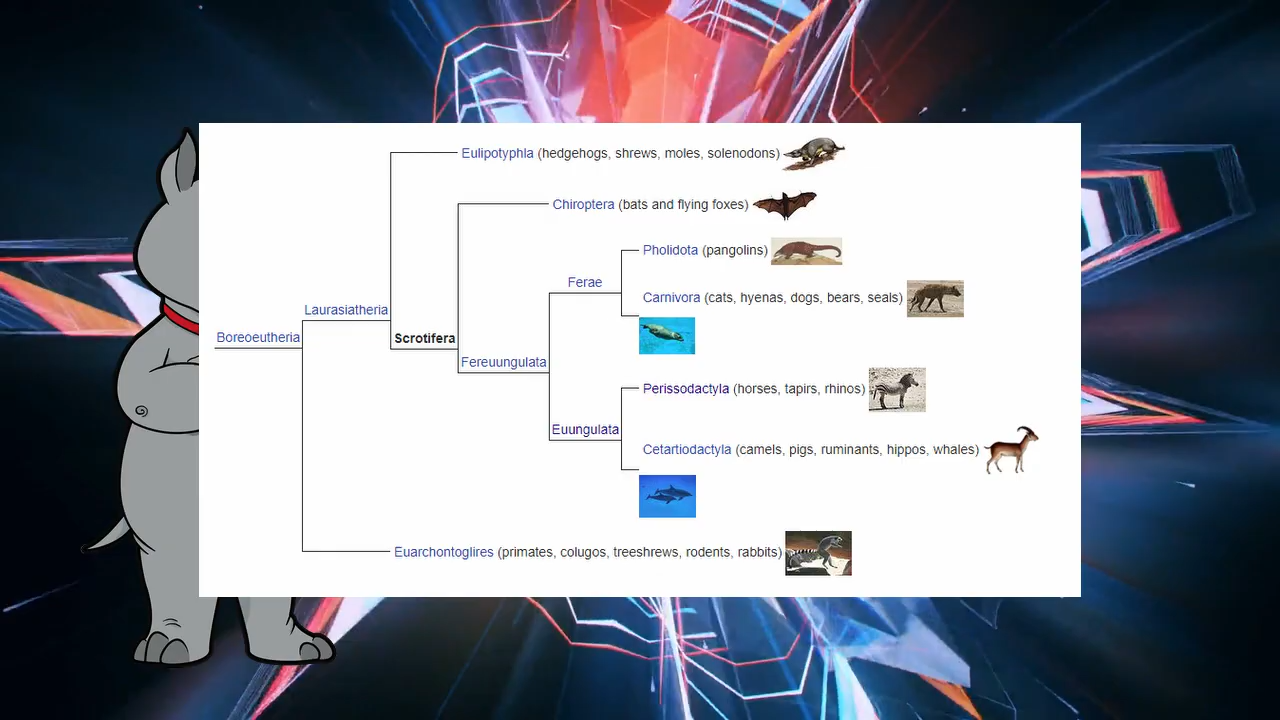 Eulipotyphla (hedgehogs, shrews, moles, solenodons)
Chiroptera (bats and flying foxes)
Pholidota (pangolins)
Ferae
Carnivora (cats, hyenas, dogs, bears, seals)
Laurasiatheria
Boreoeutheria
Scrotifera
Fereuungulata
Perissodactyla (horses, tapirs, rhinos)
Euungulata
Cetartiodactyla (camels, pigs, ruminants, hippos, whales)
Euarchontoglires (primates, colugos, treeshrews, rodents, rabbits)